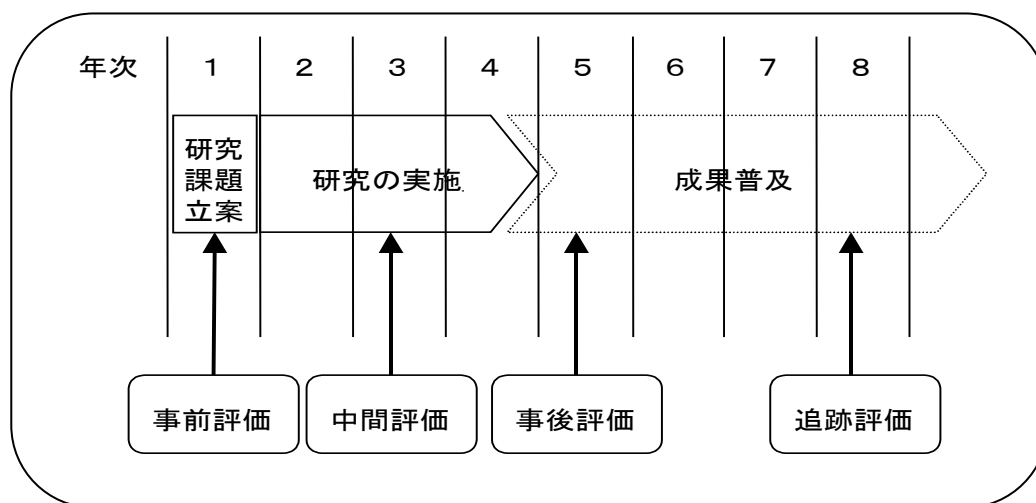 年次 1 2 3 4 5 6 7 8
研究
課題
立案
研究の実施
成果普及
事前評価 中間評価 事後評価 追跡評価